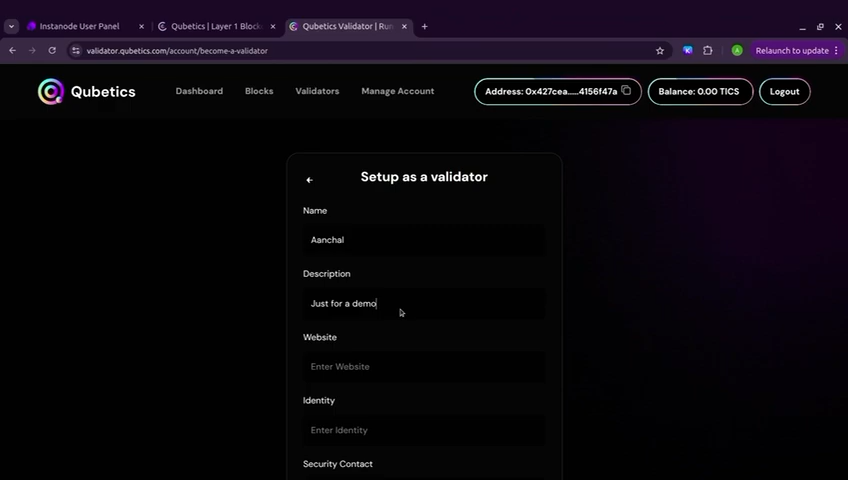 Instanode User Panel
Qubetics | Layer 1 Block
Qubetics Validator | Run
validator.qubetics.com/account/become-a-validator
A
Relaunch to update
Qubetics
Dashboard
Blocks
Validators
Manage Account
Address: 0x427cea.....4156f47a
Balance: 0.00 TICS
Logout
Setup as a validator
Name
Aanchal
Description
Just for a demo
Website
Enter Website
Identity
Enter Identity
Security Contact